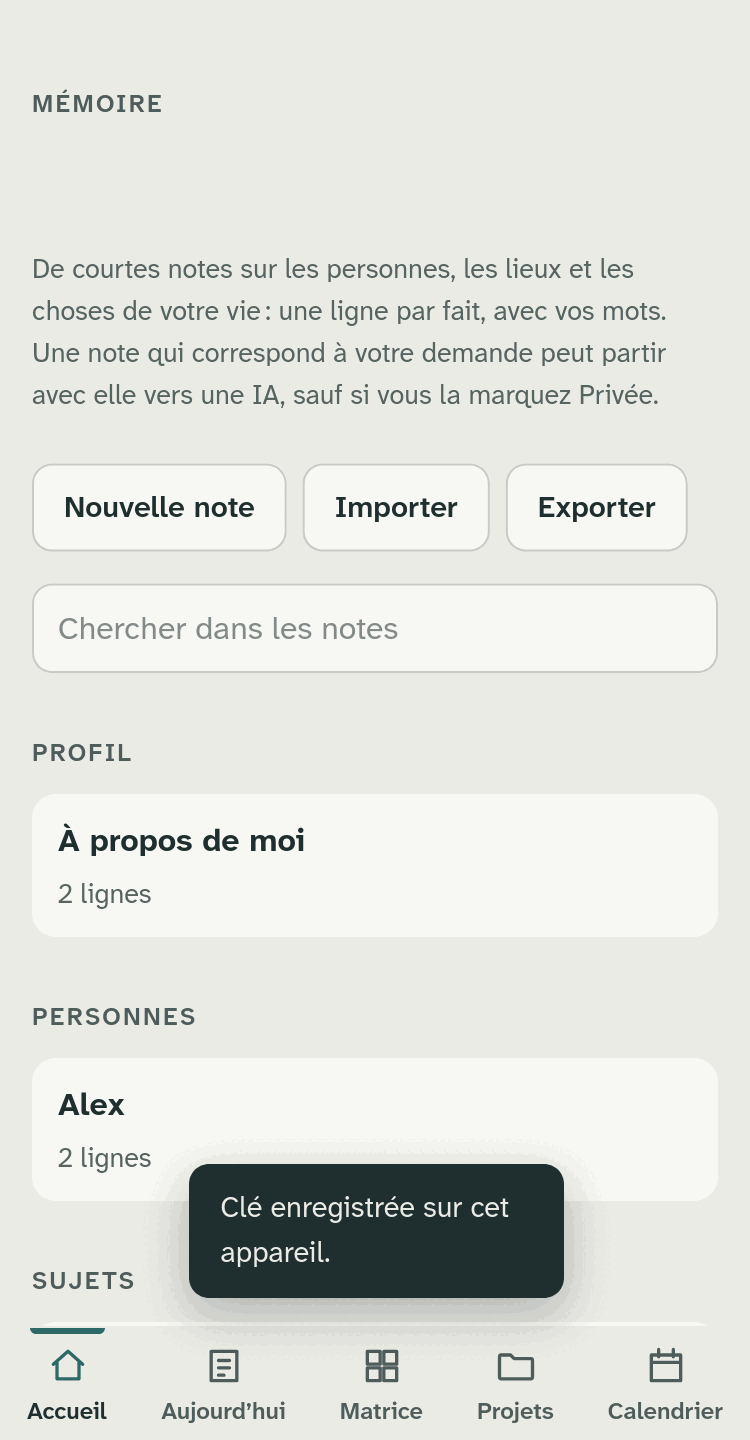 MÉMOIRE
De courtes notes sur les personnes, les lieux et les
choses de votre vie : une ligne par fait, avec vos mots.
Une note qui correspond à votre demande peut partir
avec elle vers une IA, sauf si vous la marquez Privée.
Nouvelle note
Importer
Exporter
Chercher dans les notes
PROFIL
À propos de moi
2 lignes
PERSONNES
Alex
2 lignes
Clé enregistrée sur cet
appareil.
SUJETS
Accueil
Aujourd’hui
Matrice
Projets
Calendrier